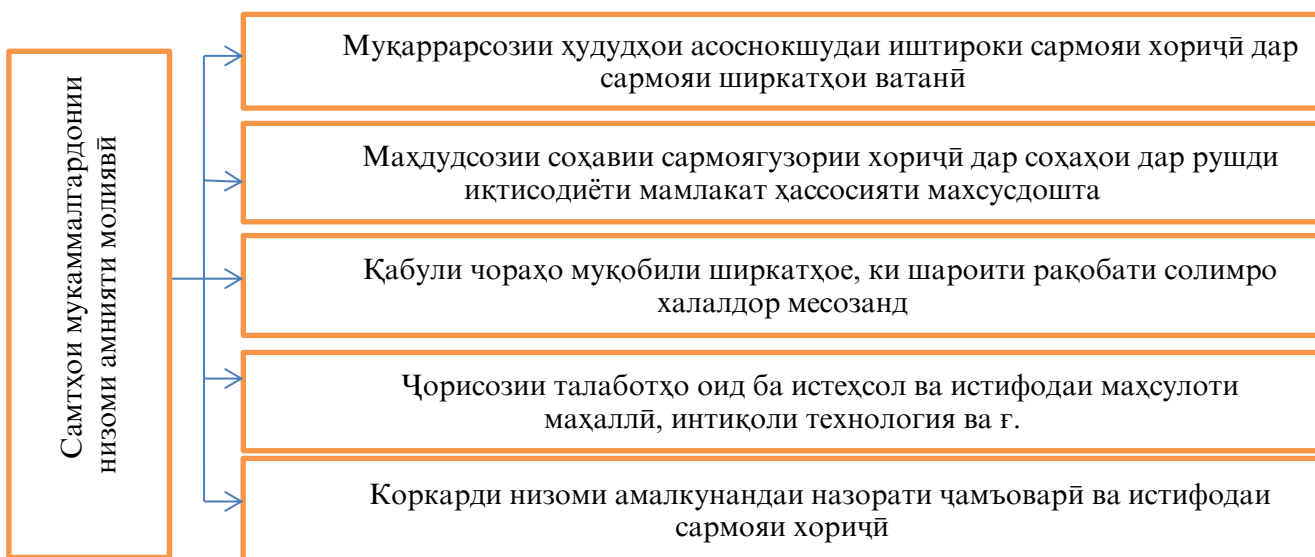 Самтҳои мукаммалгардонии
низоми амнияти молиявӣ
Муқаррарсозии ҳудудҳои асоснокшудаи иштироки сармояи хориҷӣ дар
сармояи ширкатҳои ватанӣ
Маҳдудсозии соҳавии сармоягузории хориҷӣ дар соҳаҳои дар рушди
иқтисодиёти мамлакат ҳассосияти махсусдошта
Қабули чораҳо муқобили ширкатҳое, ки шароити рақобати солимро
халалдор месозанд
Ҷорисозии талаботҳо оид ба истеҳсол ва истифодаи маҳсулоти
маҳаллӣ, интиқоли технология ва ғ.
Коркарди низоми амалкунандаи назорати ҷамъоварӣ ва истифодаи
сармояи хориҷӣ